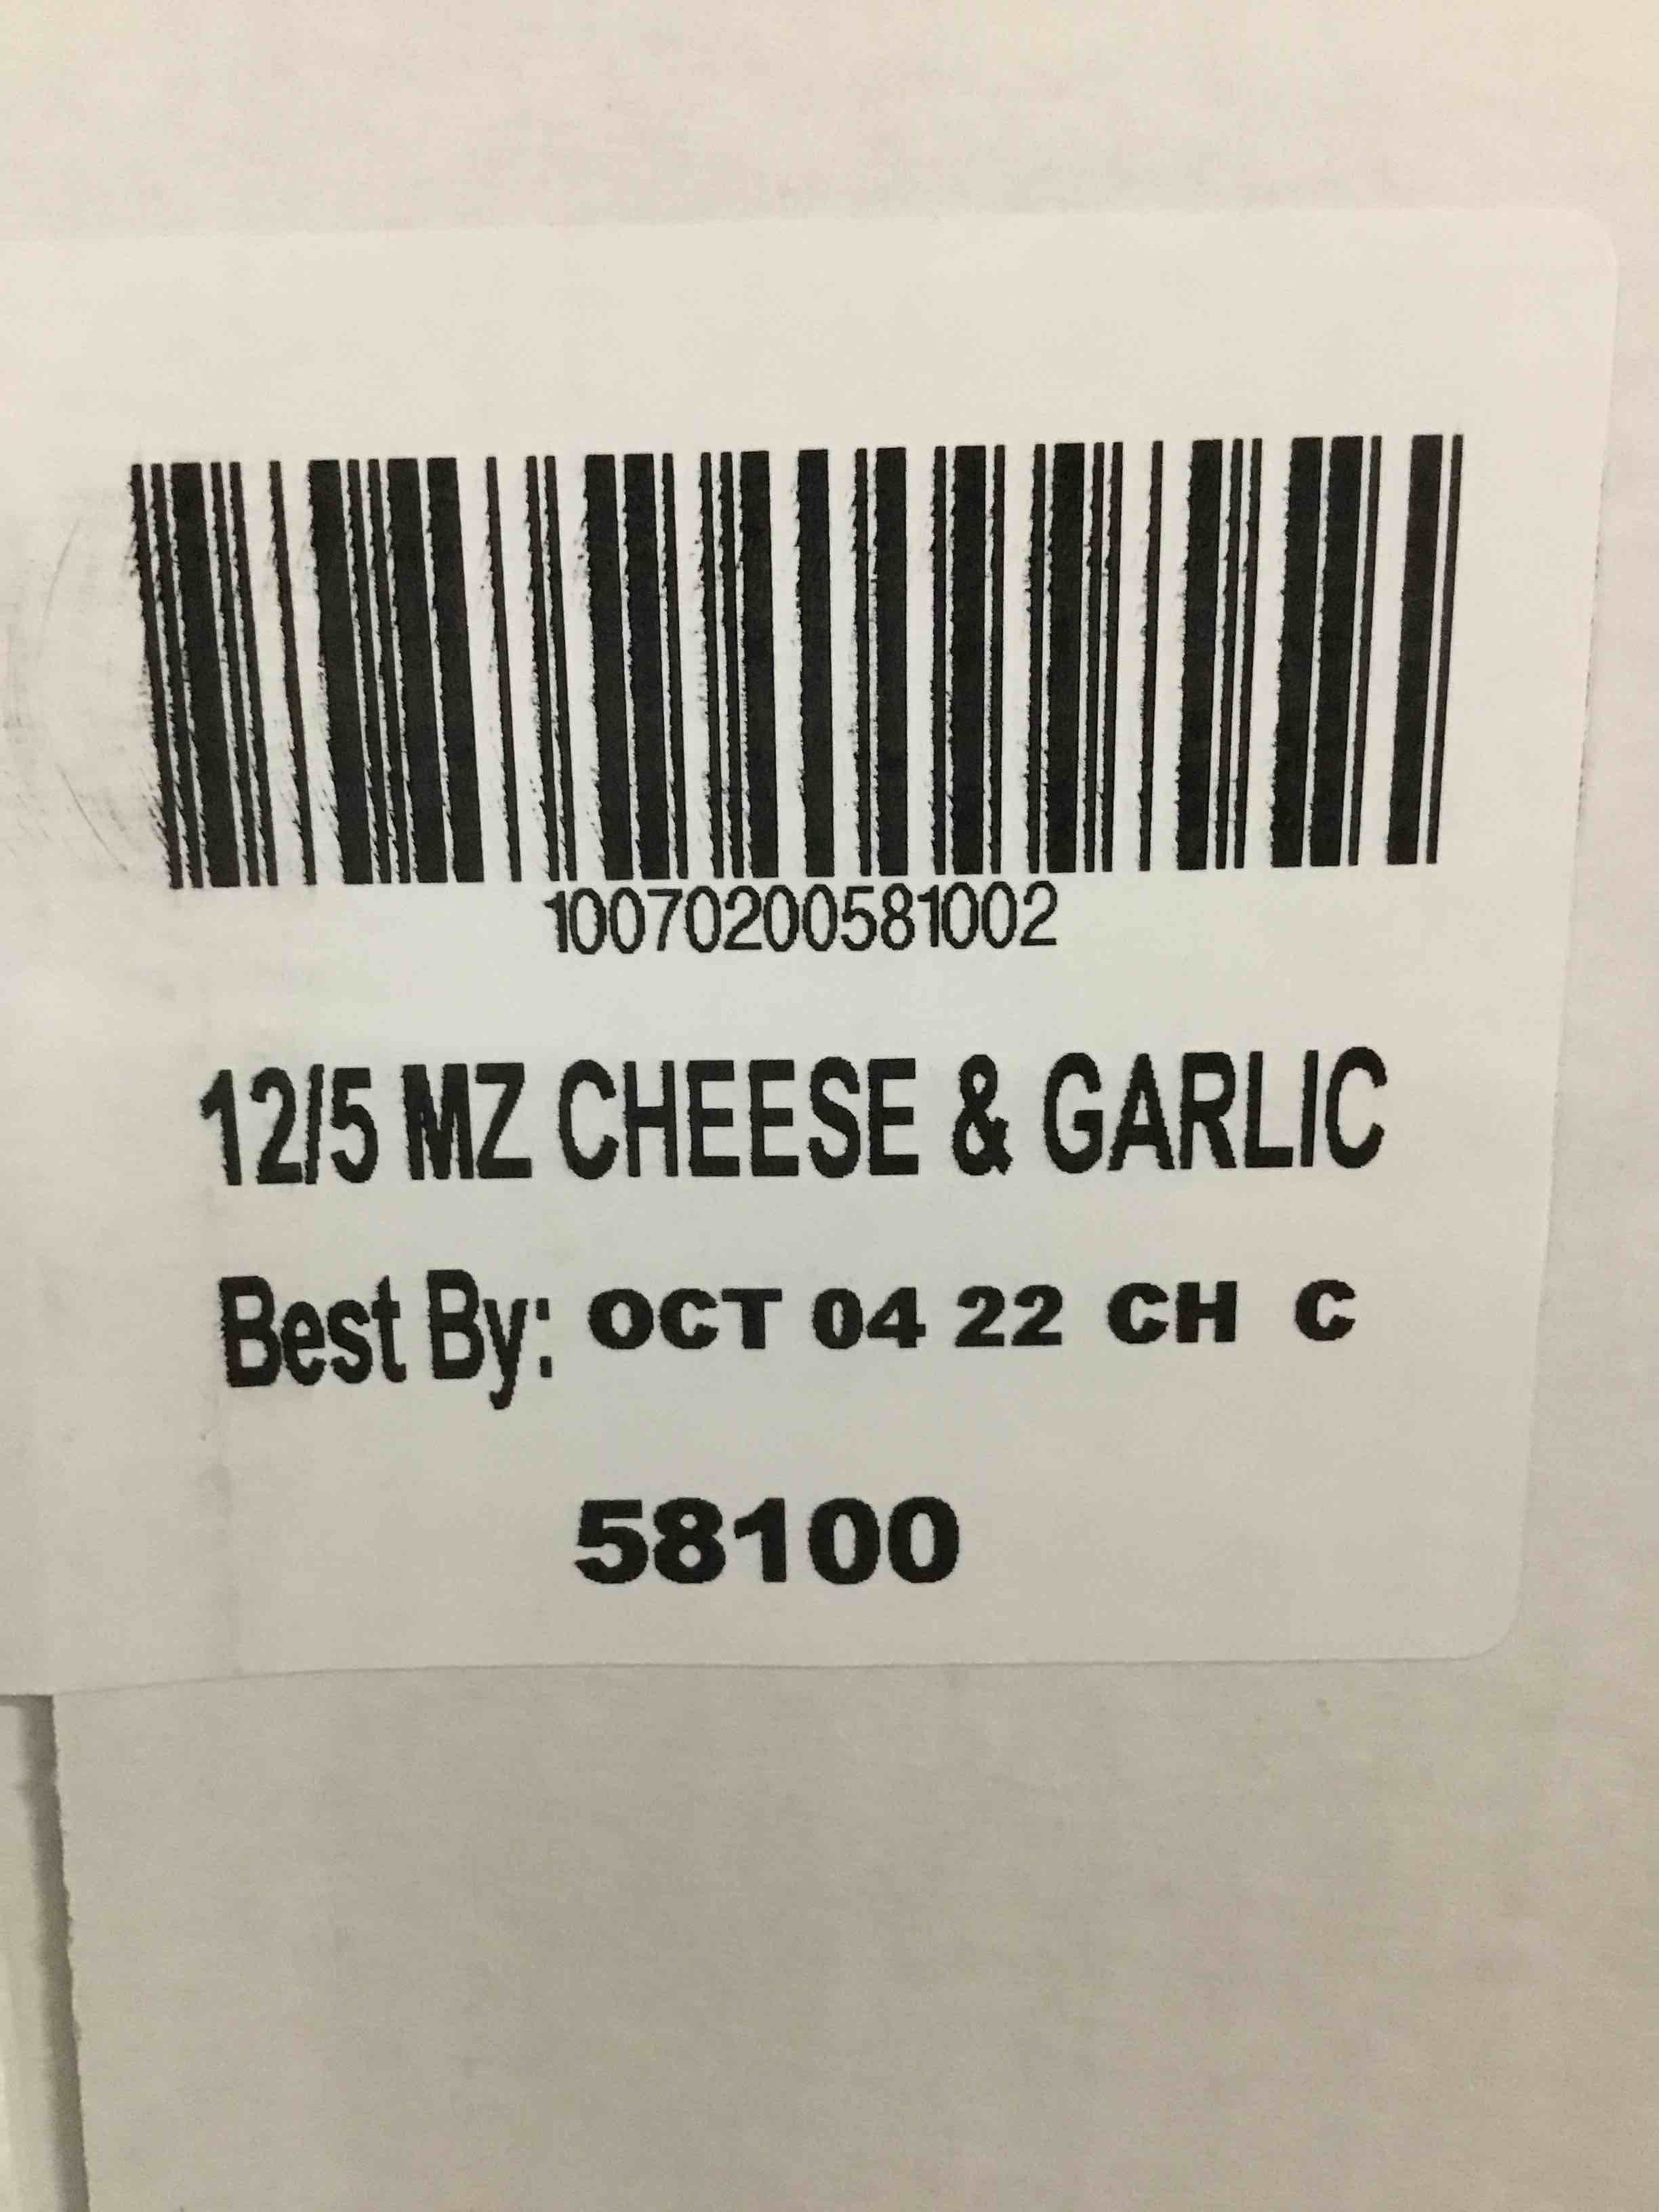 10070200581002
12/5 MZ CHEESE & GARLIC
Best By: OCT 04 22 CH C
58100